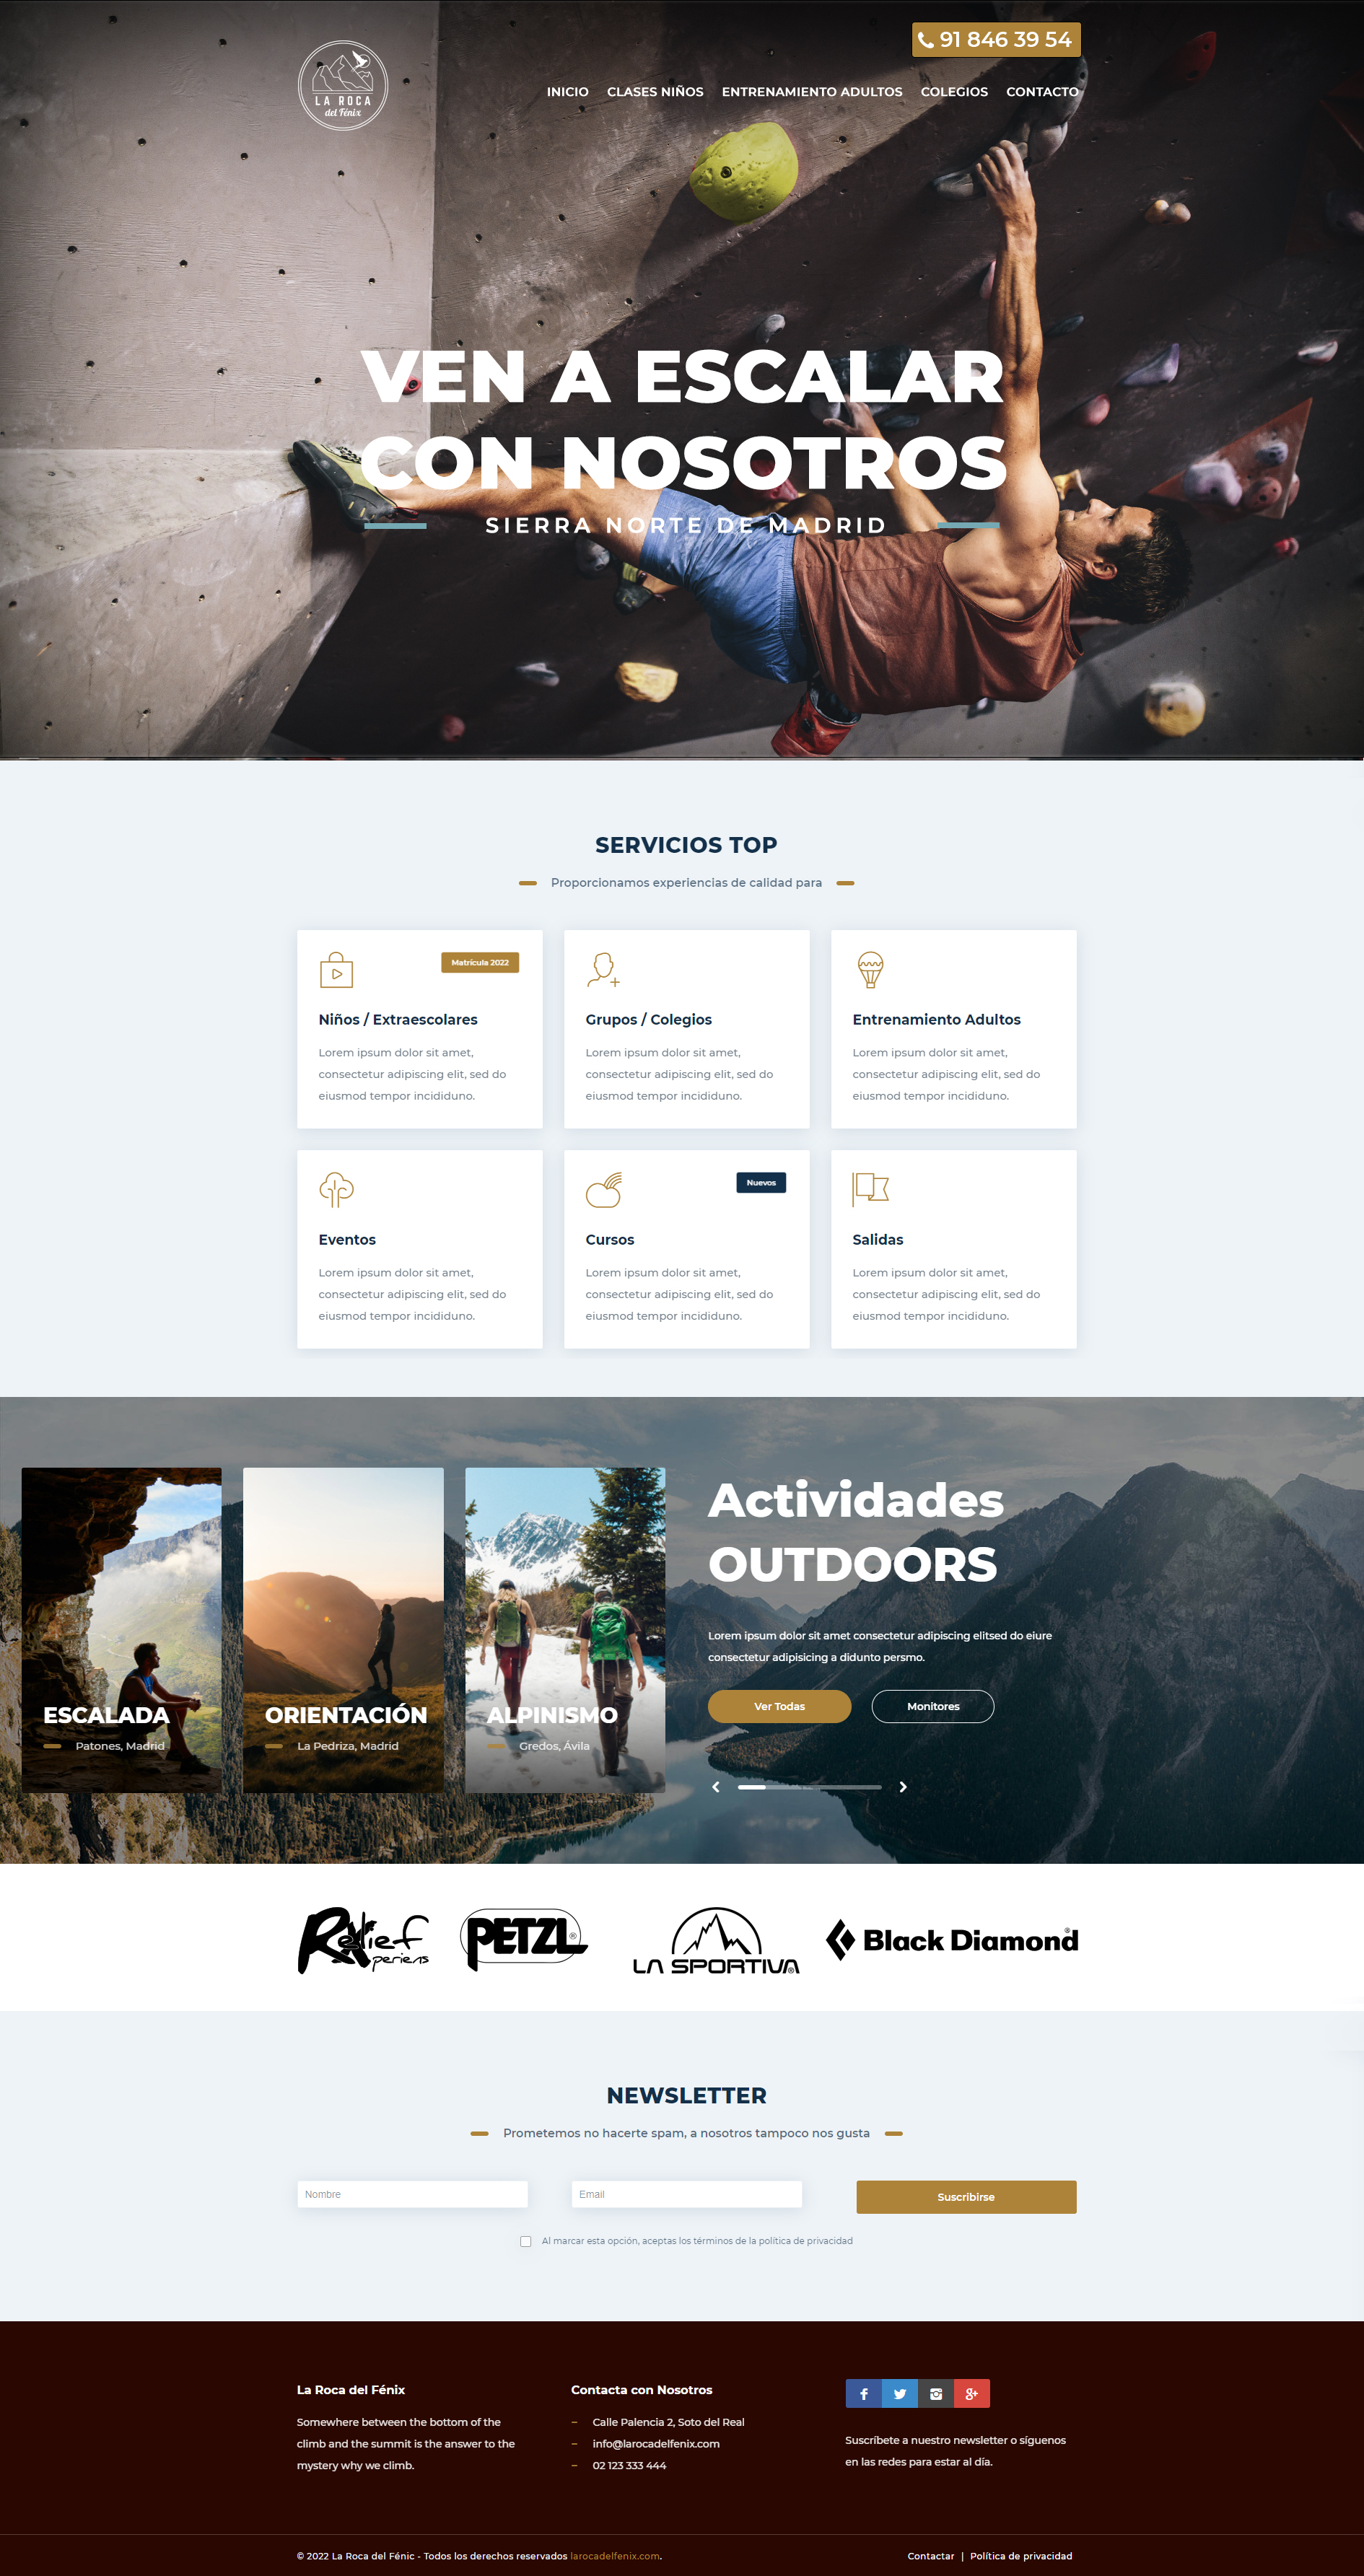 91 846 39 54
LA ROCA
del Fénix
INICIO CLASES NIÑOS ENTRENAMIENTO ADULTOS COLEGIOS CONTACTO
VEN A ESCALAR
CON NOSOTROS
SIERRA NORTE DE MADRID
SERVICIOS TOP
Proporcionamos experiencias de calidad para
Matrícula 2022
Niños / Extraescolares
Lorem ipsum dolor sit amet,
consectetur adipiscing elit, sed do
eiusmod tempor incididuno.
Grupos / Colegios
Lorem ipsum dolor sit amet,
consectetur adipiscing elit, sed do
eiusmod tempor incididuno.
Entrenamiento Adultos
Lorem ipsum dolor sit amet,
consectetur adipiscing elit, sed do
eiusmod tempor incididuno.
Eventos
Lorem ipsum dolor sit amet,
consectetur adipiscing elit, sed do
eiusmod tempor incididuno.
Nuevos
Cursos
Lorem ipsum dolor sit amet,
consectetur adipiscing elit, sed do
eiusmod tempor incididuno.
Salidas
Lorem ipsum dolor sit amet,
consectetur adipiscing elit, sed do
eiusmod tempor incididuno.
ESCALADA
Patones, Madrid
ORIENTACIÓN
La Pedriza, Madrid
ALPINISMO
Gredos, Ávila
Actividades
OUTDOORS
Lorem ipsum dolor sit amet consectetur adipiscing elitsed do eiure
consectetur adipisicing a didunto persmo.
Ver Todas
Monitores
Relief
Xperiens
PETZL®
LA SPORTIVA®
Black Diamond®
NEWSLETTER
Prometemos no hacerte spam, a nosotros tampoco nos gusta
Nombre
Email
Suscribirse
Al marcar esta opción, aceptas los términos de la política de privacidad
La Roca del Fénix
Somewhere between the bottom of the
climb and the summit is the answer to the
mystery why we climb.
Contacta con Nosotros
– Calle Palencia 2, Soto del Real
– info@larocadelfenix.com
– 02 123 333 444
Suscríbete a nuestro newsletter o síguenos
en las redes para estar al día.
© 2022 La Roca del Fénic - Todos los derechos reservados larocadelfenix.com.
Contactar | Política de privacidad